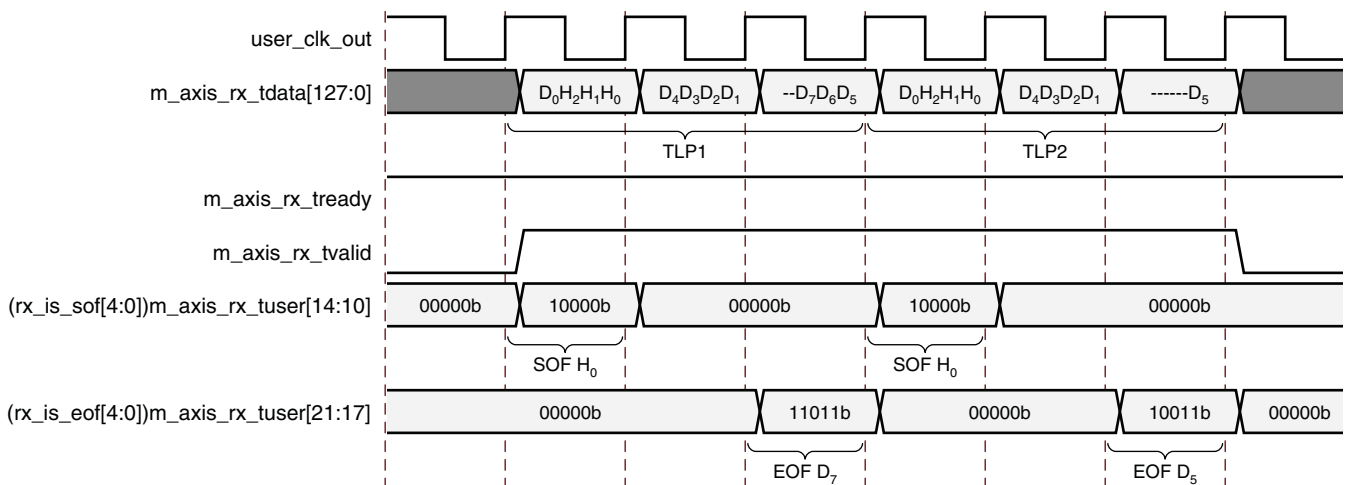 user_clk_out
m_axis_rx_tdata[127:0] D₀H₂H₁H₀ D₄D₃D₂D₁ --D₇D₆D₅ D₀H₂H₁H₀ D₄D₃D₂D₁ ------D₅
TLP1 TLP2
m_axis_rx_tready
m_axis_rx_tvalid
(rx_is_sof[4:0])m_axis_rx_tuser[14:10] 00000b 10000b 00000b 10000b 00000b
SOF H₀ SOF H₀
(rx_is_eof[4:0])m_axis_rx_tuser[21:17] 00000b 11011b 00000b 10011b 00000b
EOF D₇ EOF D₅